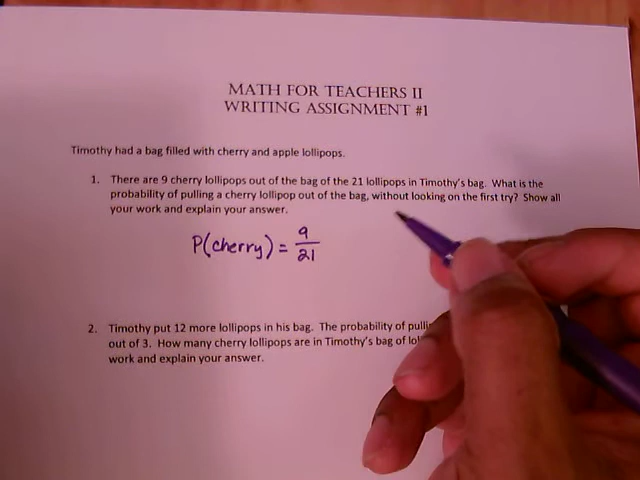 MATH FOR TEACHERS II
WRITING ASSIGNMENT #1
Timothy had a bag filled with cherry and apple lollipops.
1. There are 9 cherry lollipops out of the bag of the 21 lollipops in Timothy's bag. What is the
probability of pulling a cherry lollipop out of the bag, without looking on the first try? Show all
your work and explain your answer.
P(cherry) = 9/21
2. Timothy put 12 more lollipops in his bag. The probability of
out of 3. How many cherry lollipops are in Timothy's bag of
work and explain your answer.